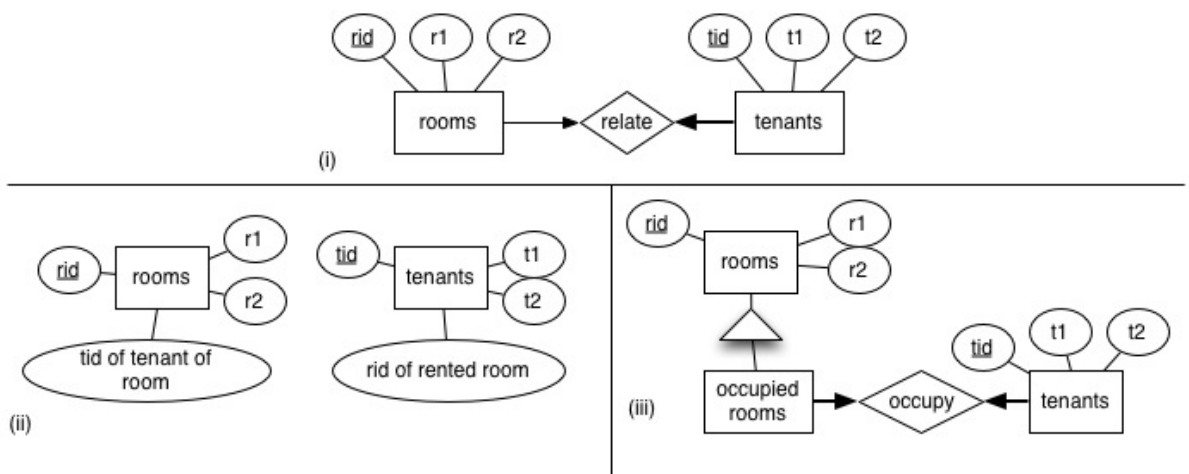 rid r1 r2 tid t1 t2
rooms relate tenants
(i)
rid rooms r1
r2
tid of tenant of
room
tid tenants t1
t2
rid of rented room
(ii)
rid rooms r1
r2
tid t1 t2
occupied
rooms
occupy tenants
(iii)